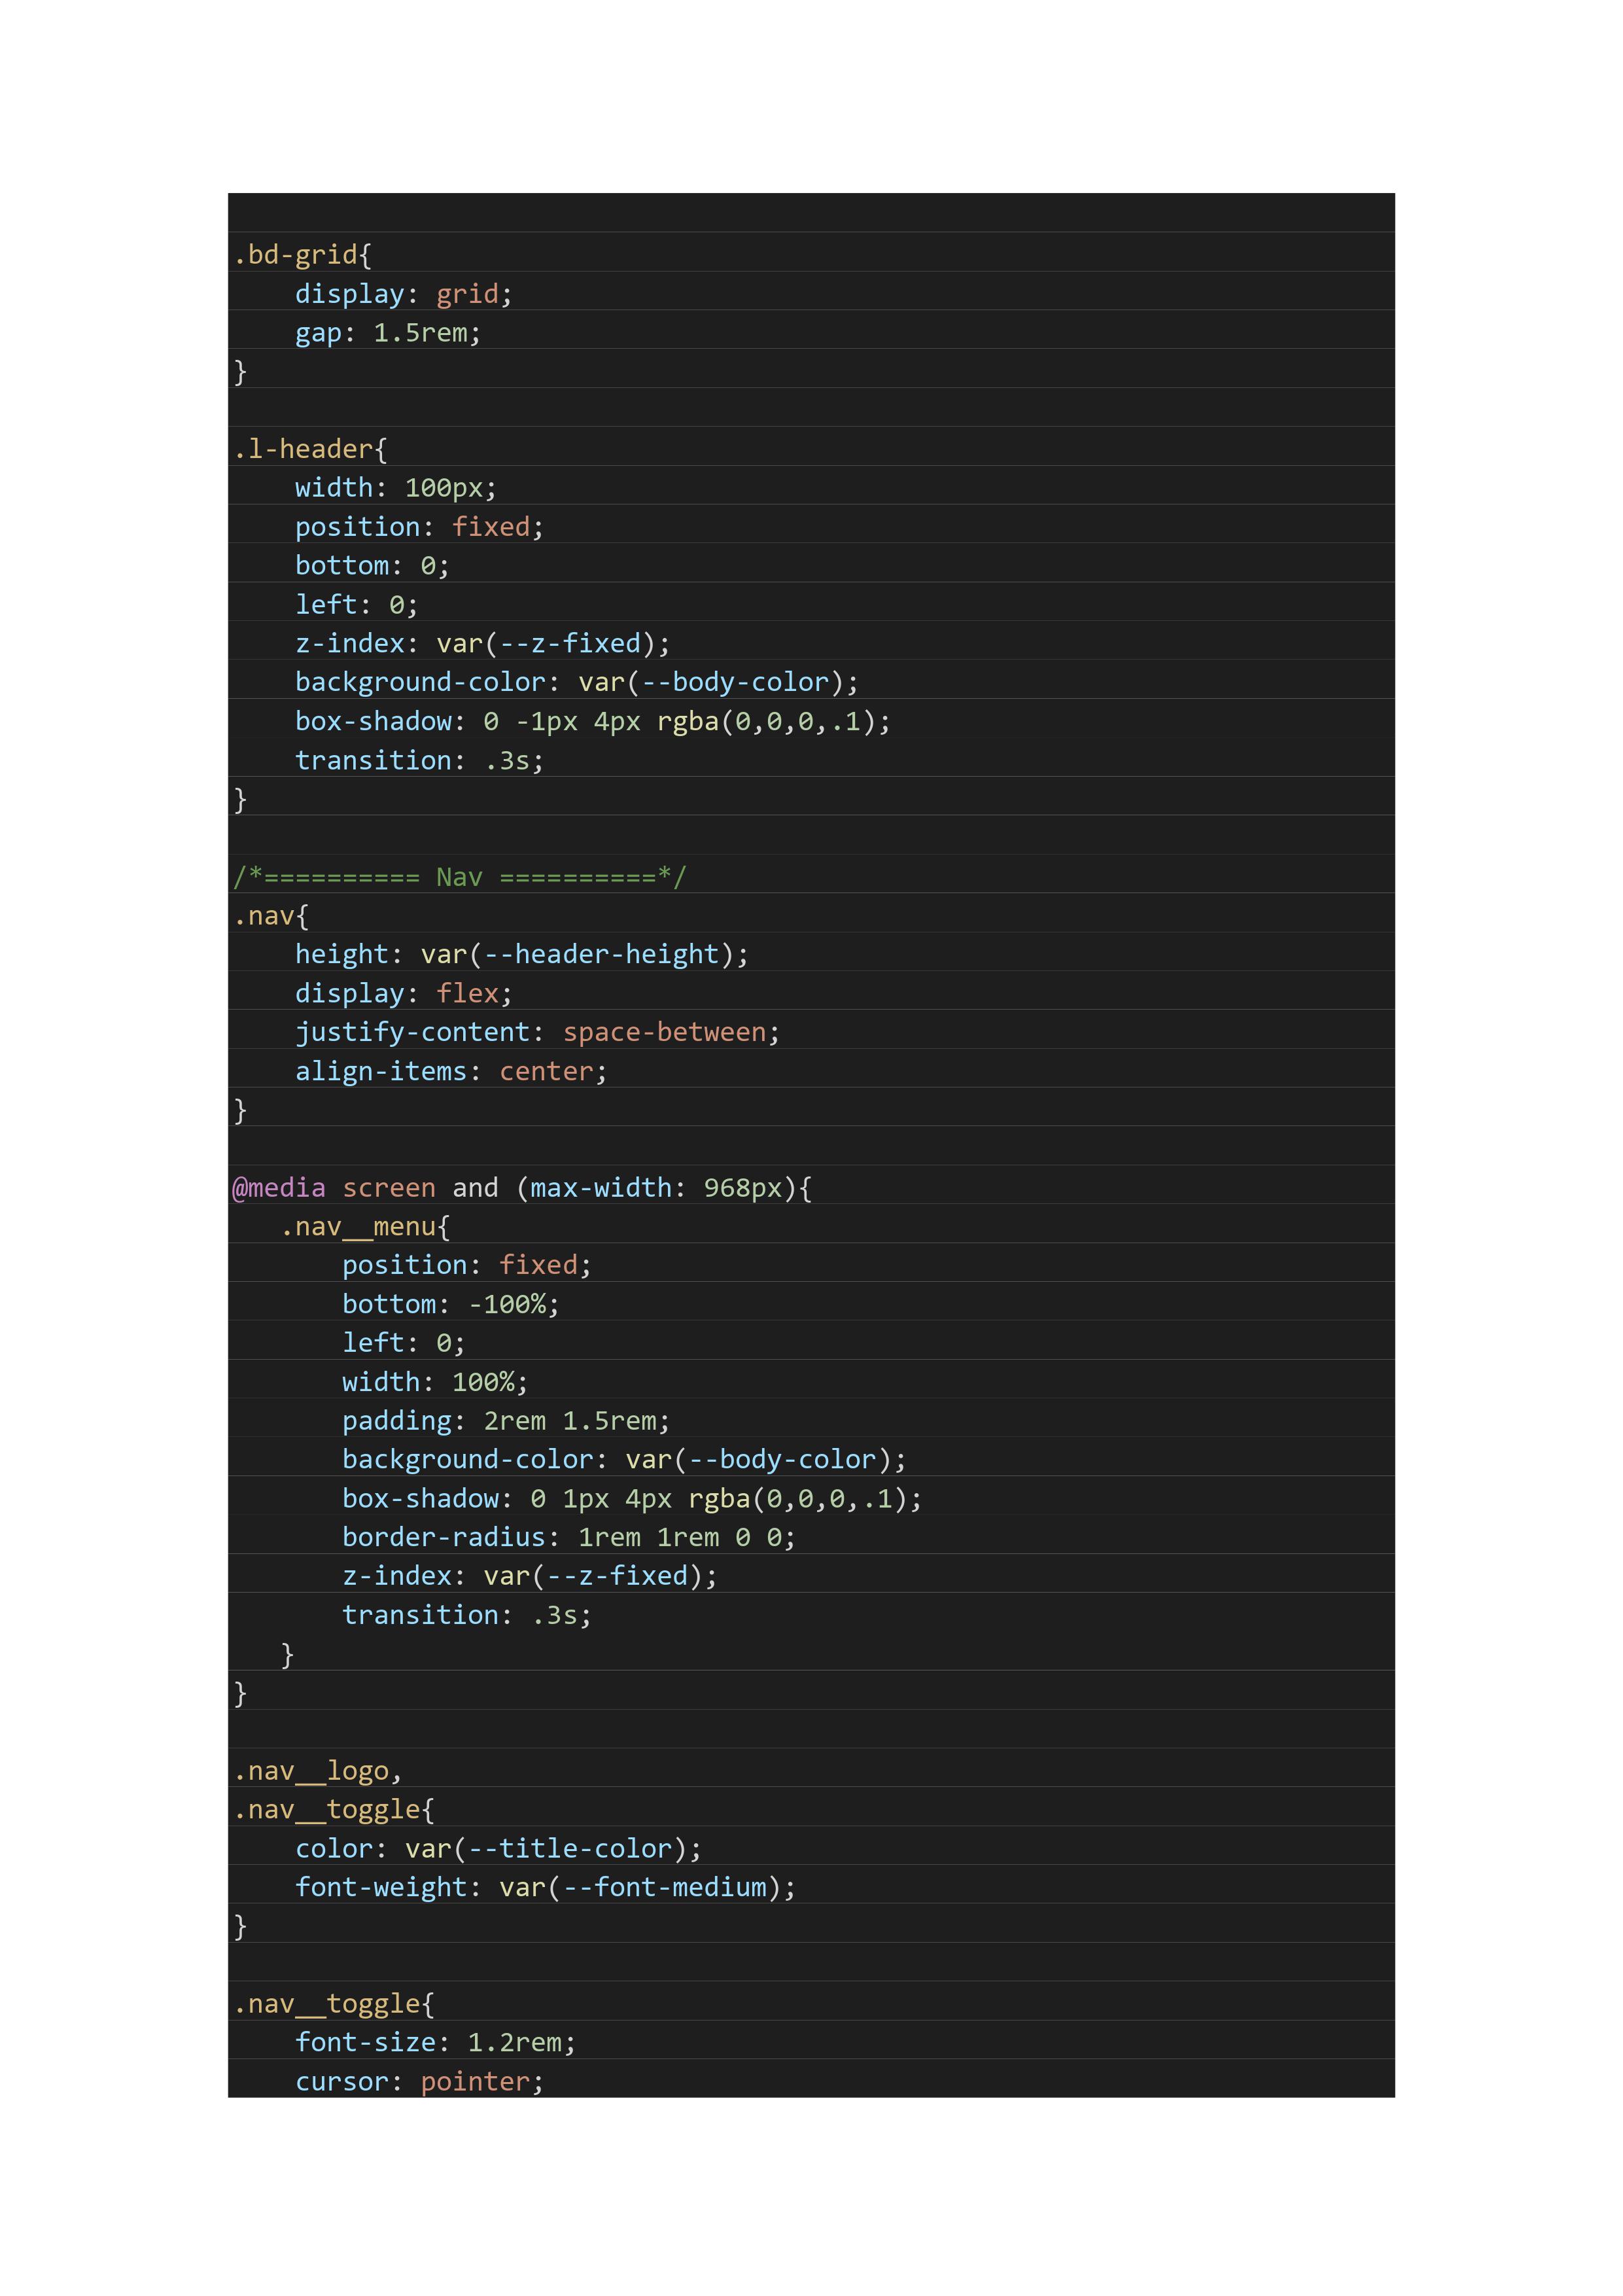 .bd-grid{
    display: grid;
    gap: 1.5rem;
}

.l-header{
    width: 100px;
    position: fixed;
    bottom: 0;
    left: 0;
    z-index: var(--z-fixed);
    background-color: var(--body-color);
    box-shadow: 0 -1px 4px rgba(0,0,0,.1);
    transition: .3s;
}

/*========== Nav ==========*/
.nav{
    height: var(--header-height);
    display: flex;
    justify-content: space-between;
    align-items: center;
}

@media screen and (max-width: 968px){
   .nav__menu{
       position: fixed;
       bottom: -100%;
       left: 0;
       width: 100%;
       padding: 2rem 1.5rem;
       background-color: var(--body-color);
       box-shadow: 0 1px 4px rgba(0,0,0,.1);
       border-radius: 1rem 1rem 0 0;
       z-index: var(--z-fixed);
       transition: .3s;
   }
}

.nav__logo,
.nav__toggle{
    color: var(--title-color);
    font-weight: var(--font-medium);
}

.nav__toggle{
    font-size: 1.2rem;
    cursor: pointer;